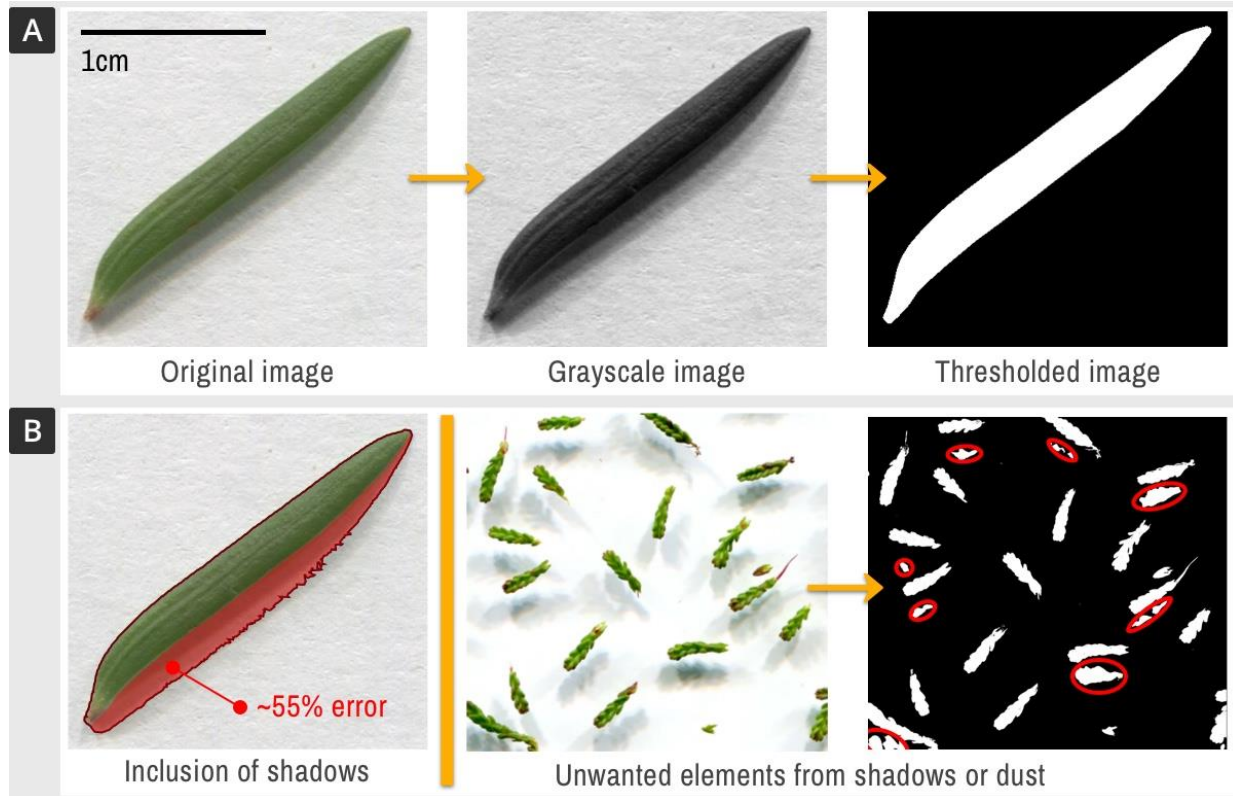 A
1cm
Original image
Grayscale image
Thresholded image
B
~55% error
Inclusion of shadows
Unwanted elements from shadows or dust